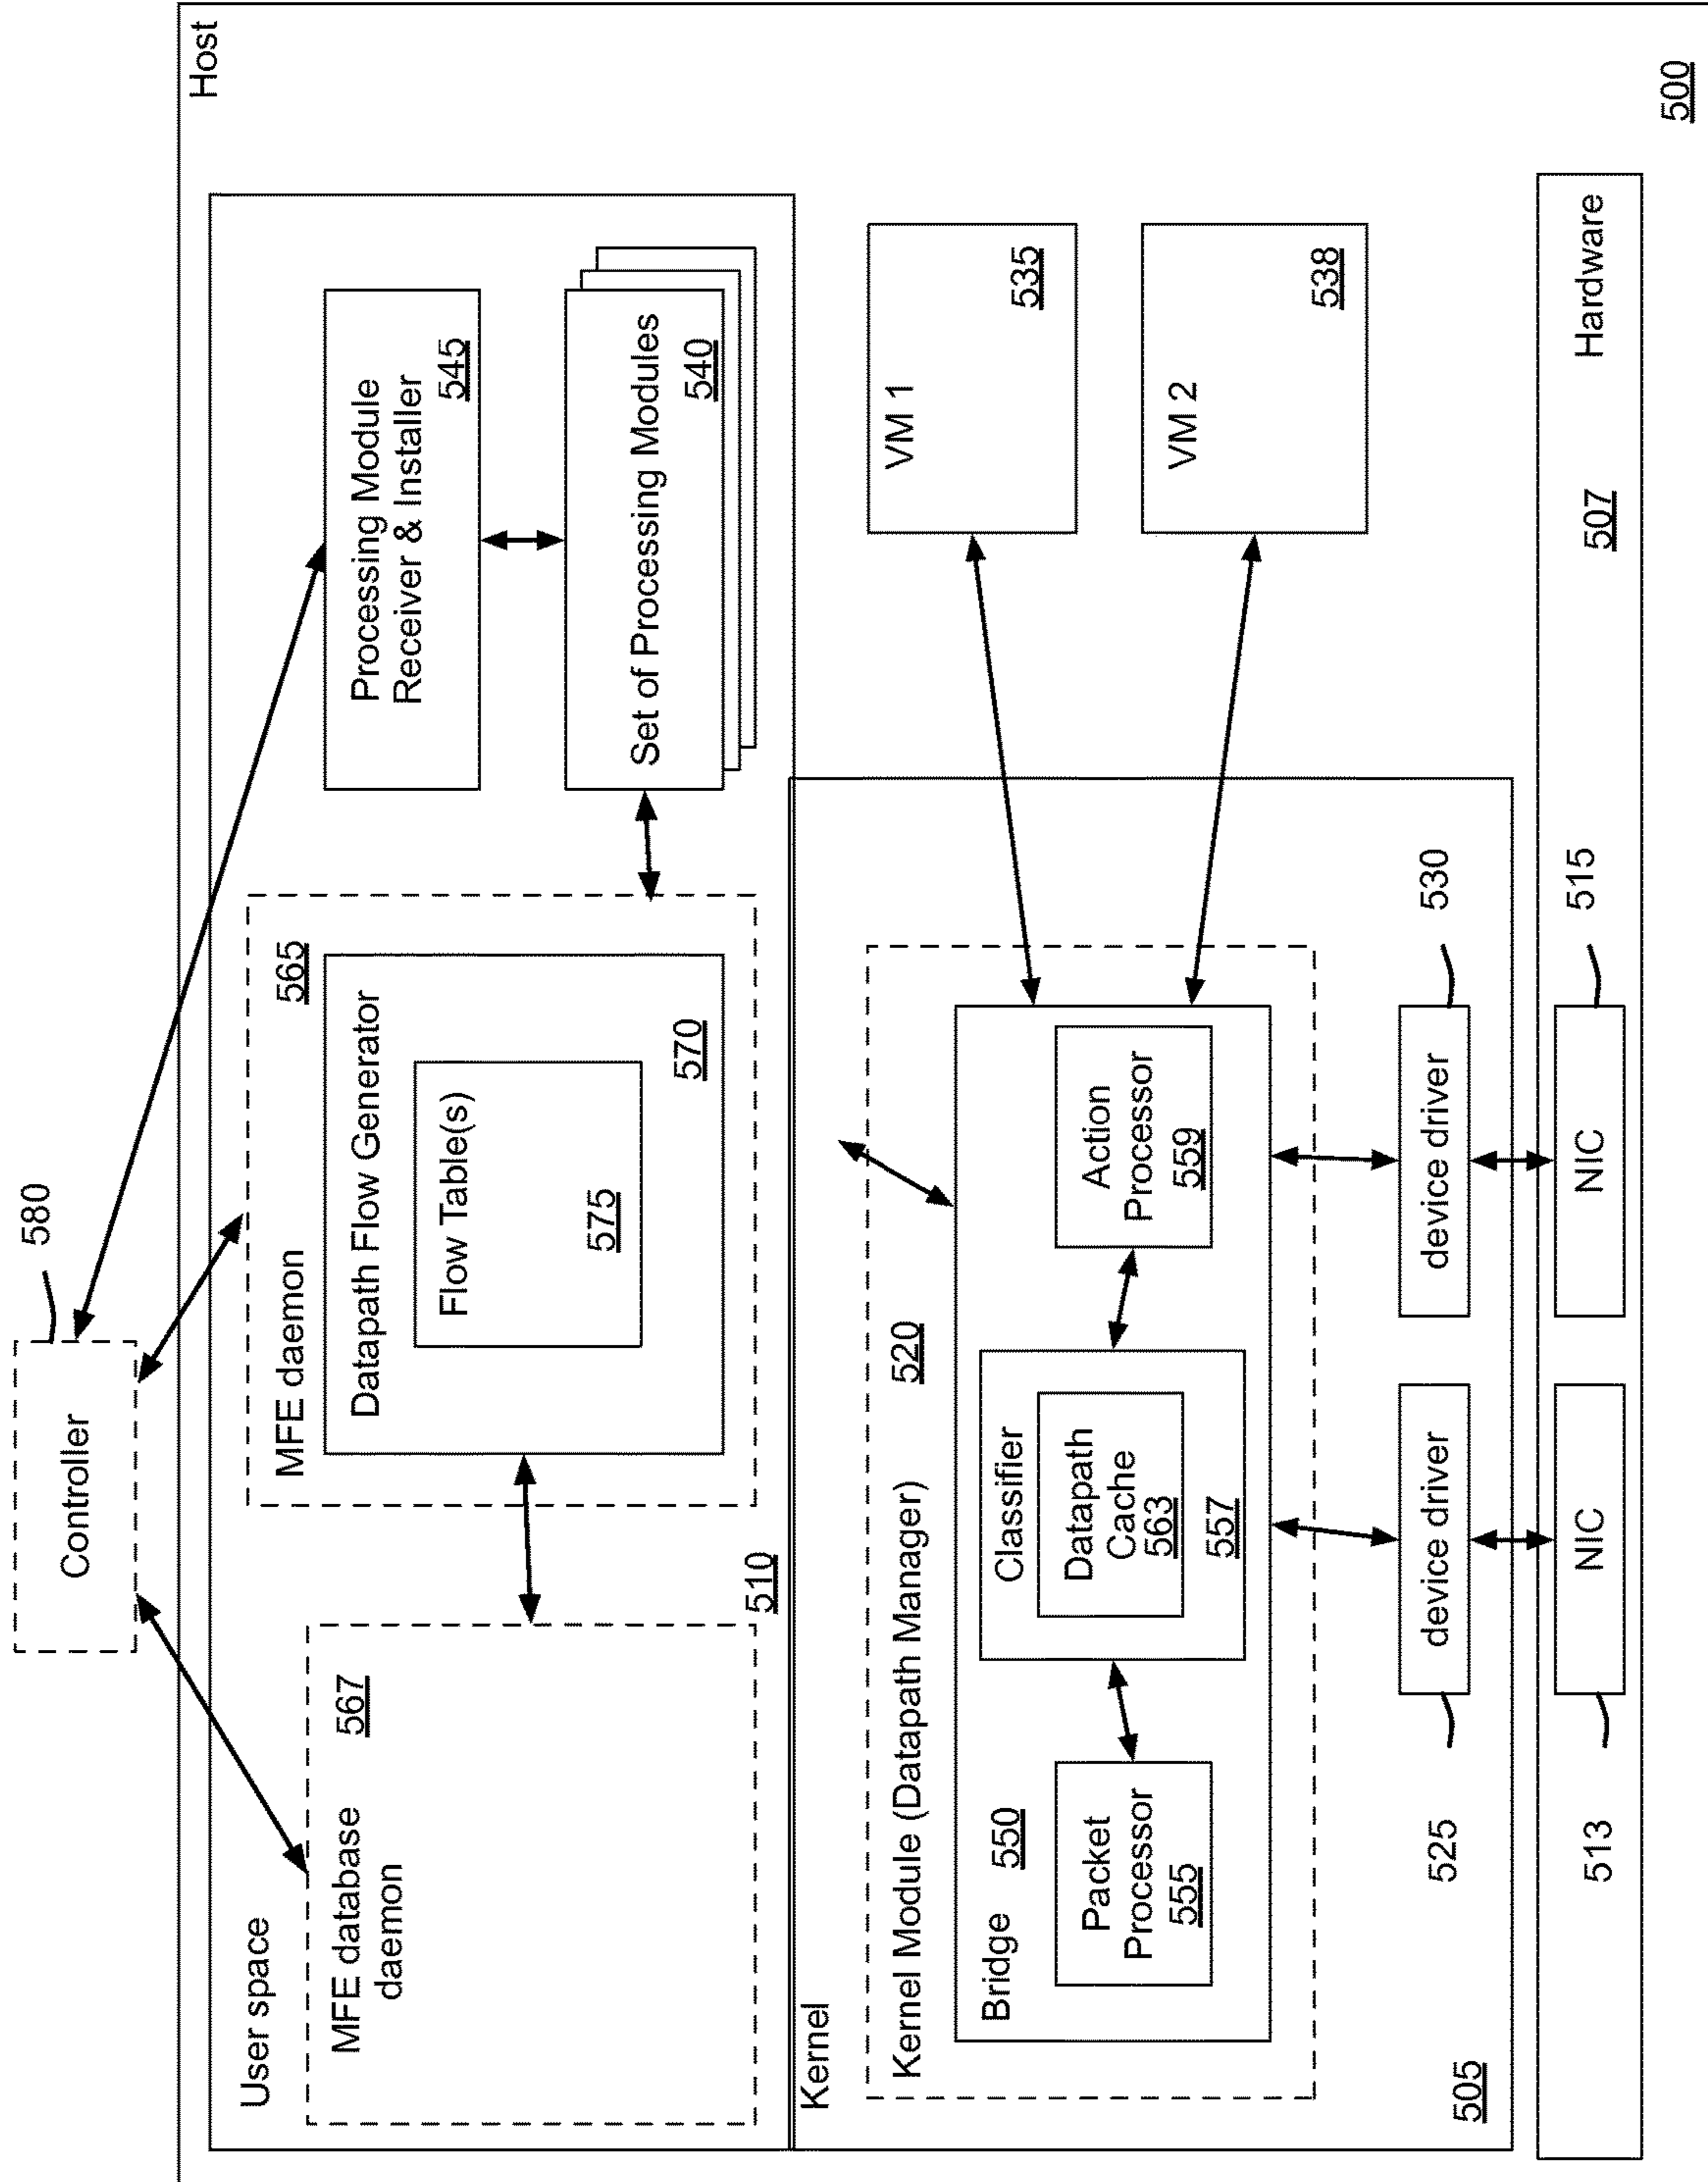 580
Controller
Host
User space
MFE database
daemon
567
MFE daemon
565
Datapath Flow Generator
Flow Table(s)
575
570
Processing Module
Receiver & Installer
545
Set of Processing Modules
540
510
Kernel
Kernel Module (Datapath Manager)
520
Bridge
550
Packet
Processor
555
Classifier
Datapath
Cache
563
557
Action
Processor
559
VM 1
535
VM 2
538
505
525
device driver
device driver
530
513
NIC
NIC
515
507
Hardware
500